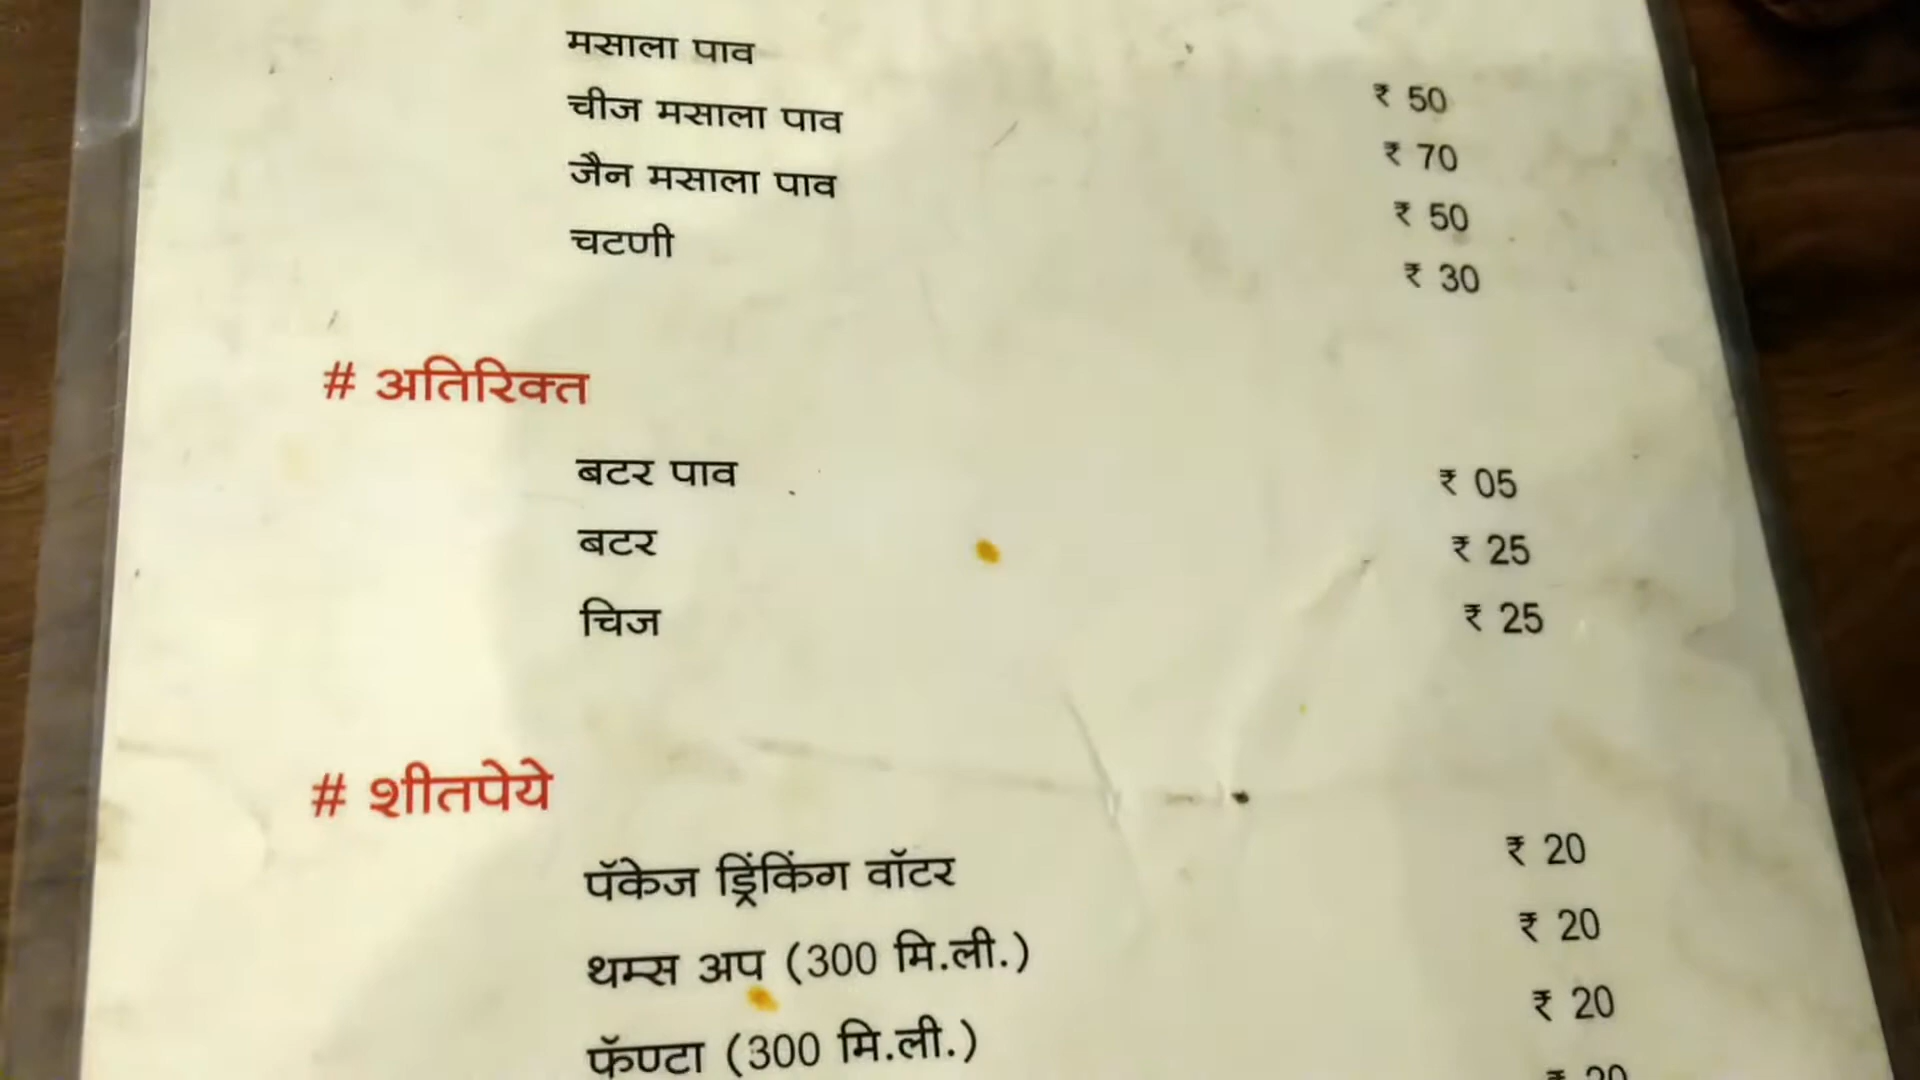 मसाला पाव ₹ 50
चीज मसाला पाव ₹ 70
जैन मसाला पाव ₹ 50
चटणी ₹ 30
# अतिरिक्त
बटर पाव ₹ 05
बटर ₹ 25
चिज ₹ 25
# शीतपेये
पॅकेज ड्रिंकिंग वॉटर ₹ 20
थम्स अप (300 मि.ली.) ₹ 20
फॅण्टा (300 मि.ली.) ₹ 20